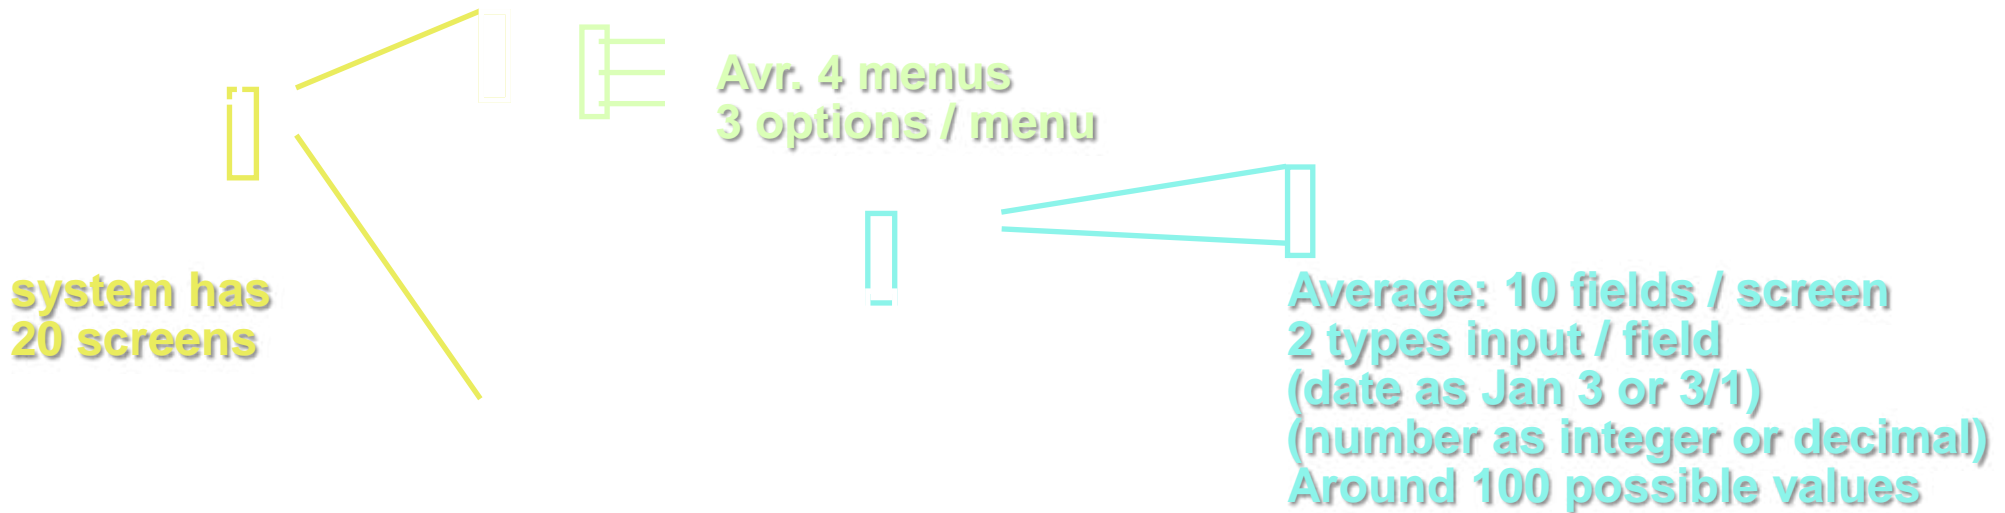 Avr. 4 menus
3 options / menu
system has
20 screens
Average: 10 fields / screen
2 types input / field
(date as Jan 3 or 3/1)
(number as integer or decimal)
Around 100 possible values